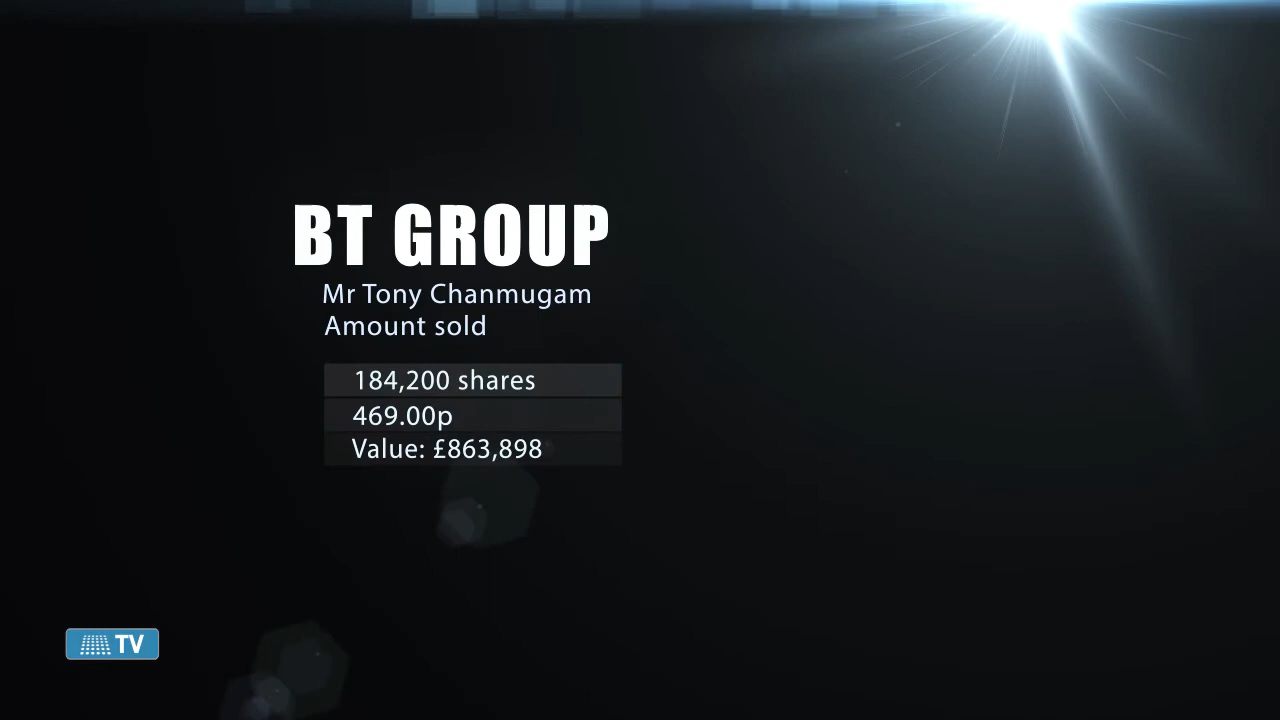 BT GROUP
Mr Tony Chanmugam
Amount sold
184,200 shares
469.00p
Value: £863,898
TV